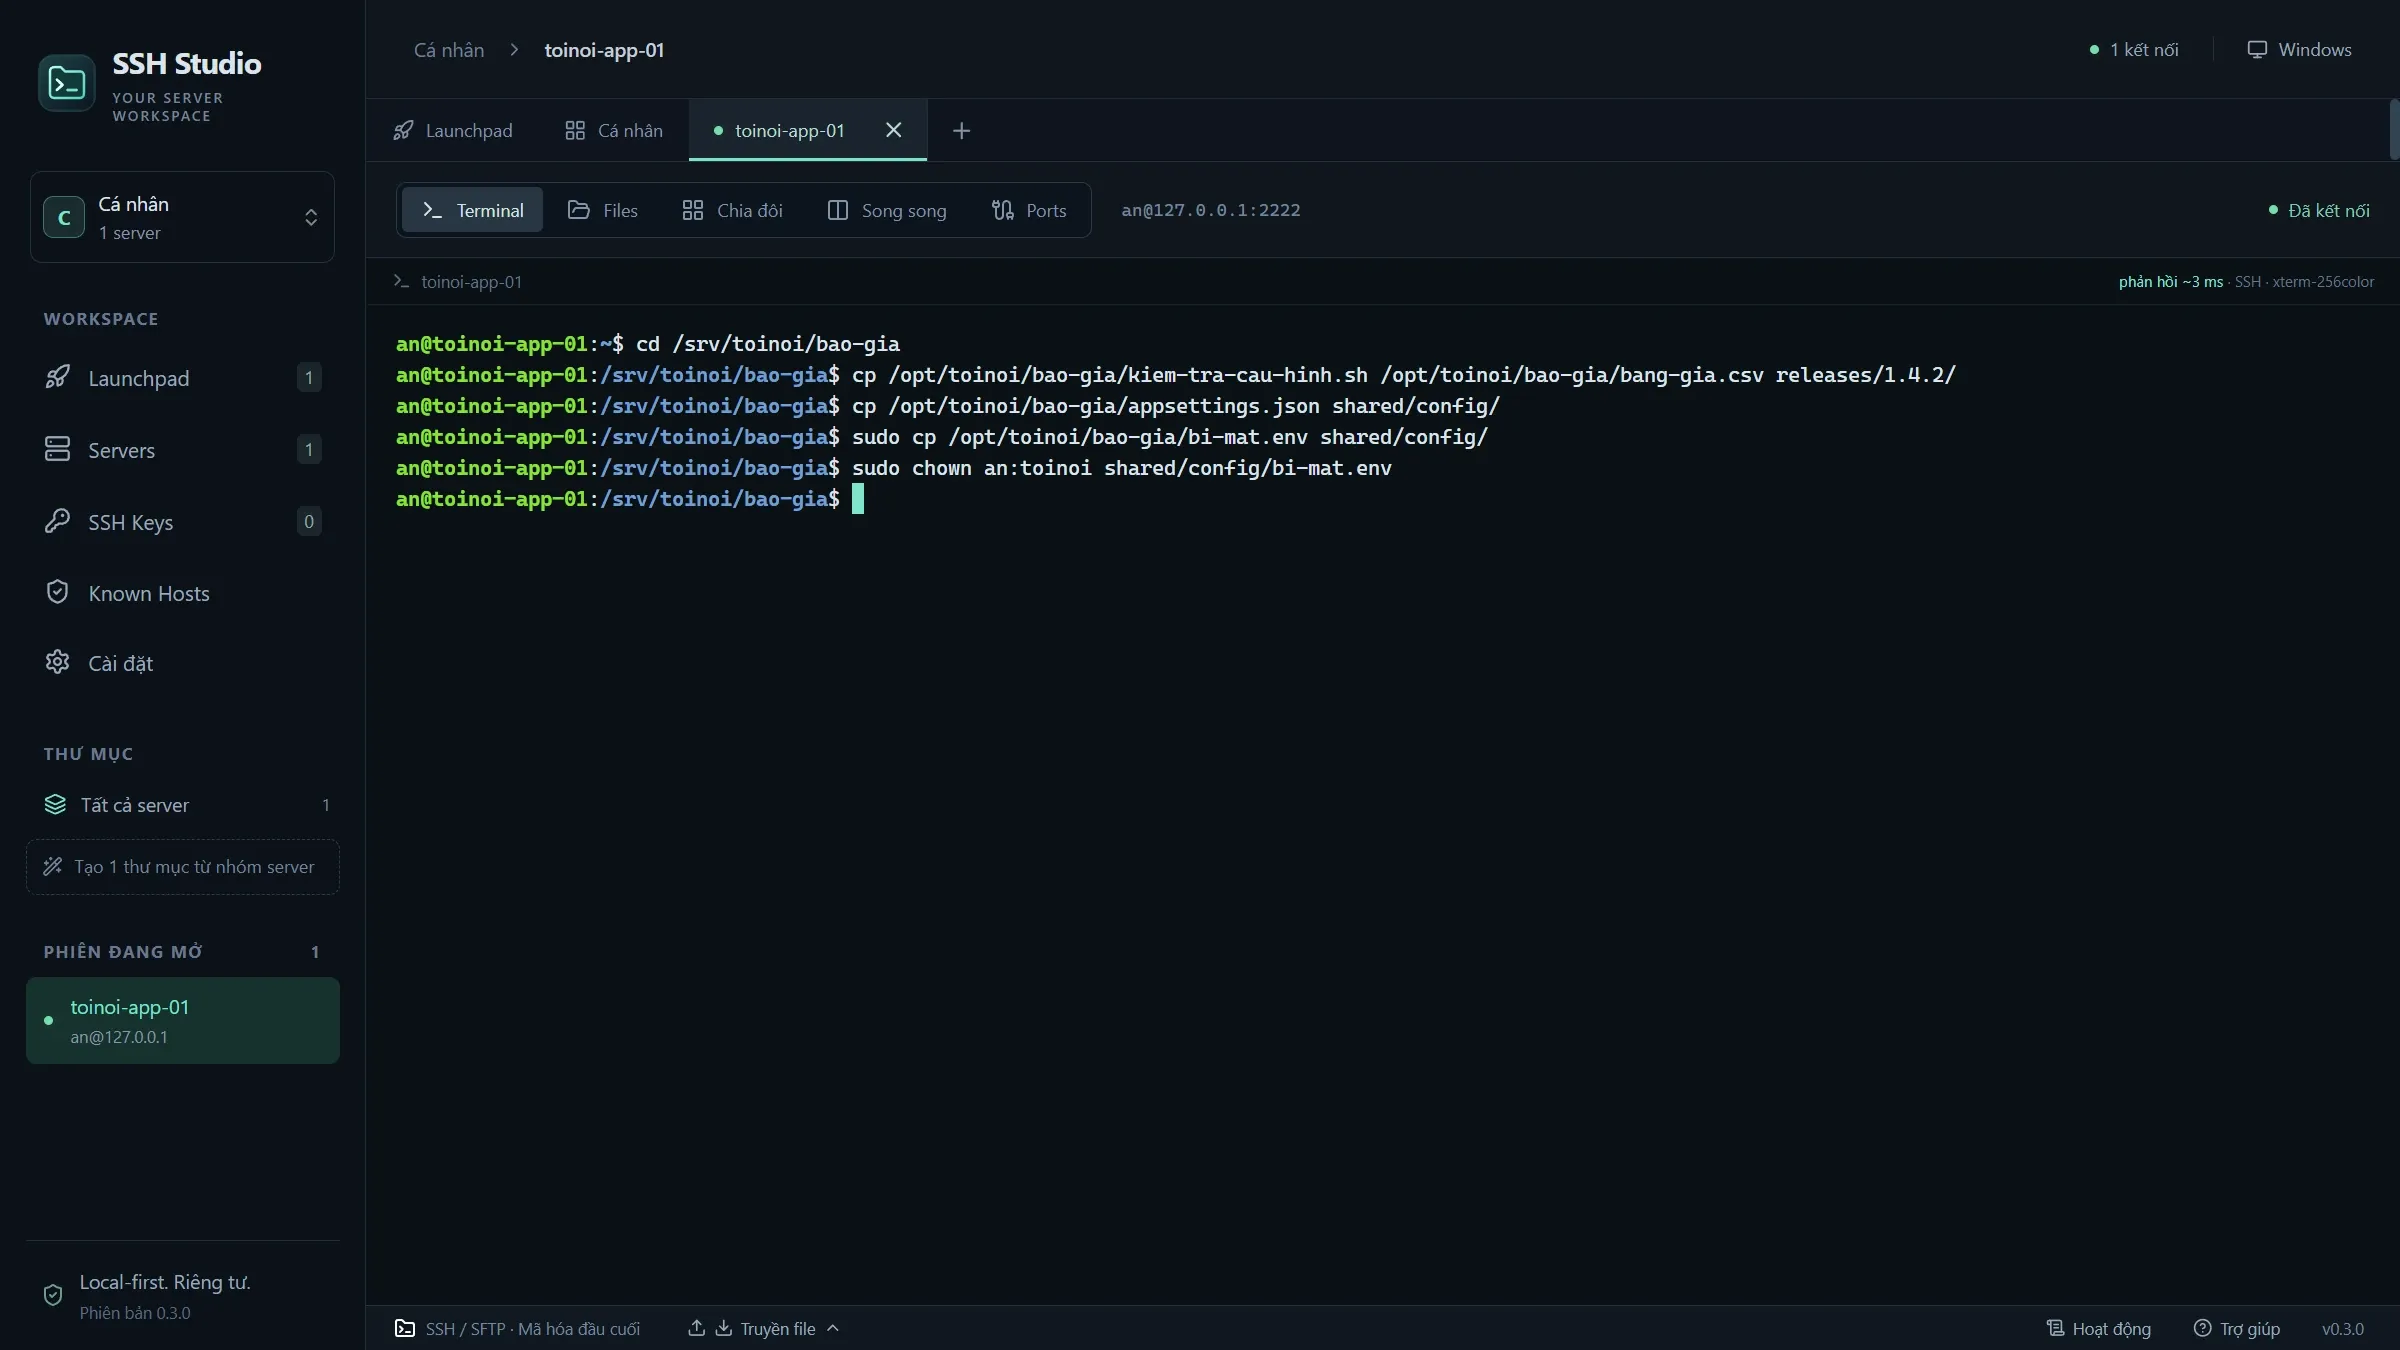 SSH Studio
YOUR SERVER
WORKSPACE
C
Cá nhân
1 server
WORKSPACE
Launchpad 1
Servers 1
SSH Keys 0
Known Hosts
Cài đặt
THƯ MỤC
Tất cả server 1
Tạo 1 thư mục từ nhóm server
PHIÊN ĐANG MỞ 1
toinoi-app-01
an@127.0.0.1
Local-first. Riêng tư.
Phiên bản 0.3.0
Cá nhân > toinoi-app-01
1 kết nối
Windows
Launchpad
Cá nhân
toinoi-app-01
Terminal
Files
Chia đôi
Song song
Ports
an@127.0.0.1:2222
Đã kết nối
toinoi-app-01
phản hồi ~3 ms · SSH · xterm-256color
an@toinoi-app-01:~$ cd /srv/toinoi/bao-gia
an@toinoi-app-01:/srv/toinoi/bao-gia$ cp /opt/toinoi/bao-gia/kiem-tra-cau-hinh.sh /opt/toinoi/bao-gia/bang-gia.csv releases/1.4.2/
an@toinoi-app-01:/srv/toinoi/bao-gia$ cp /opt/toinoi/bao-gia/appsettings.json shared/config/
an@toinoi-app-01:/srv/toinoi/bao-gia$ sudo cp /opt/toinoi/bao-gia/bi-mat.env shared/config/
an@toinoi-app-01:/srv/toinoi/bao-gia$ sudo chown an:toinoi shared/config/bi-mat.env
an@toinoi-app-01:/srv/toinoi/bao-gia$
SSH / SFTP · Mã hóa đầu cuối
Truyền file
Hoạt động
Trợ giúp
v0.3.0